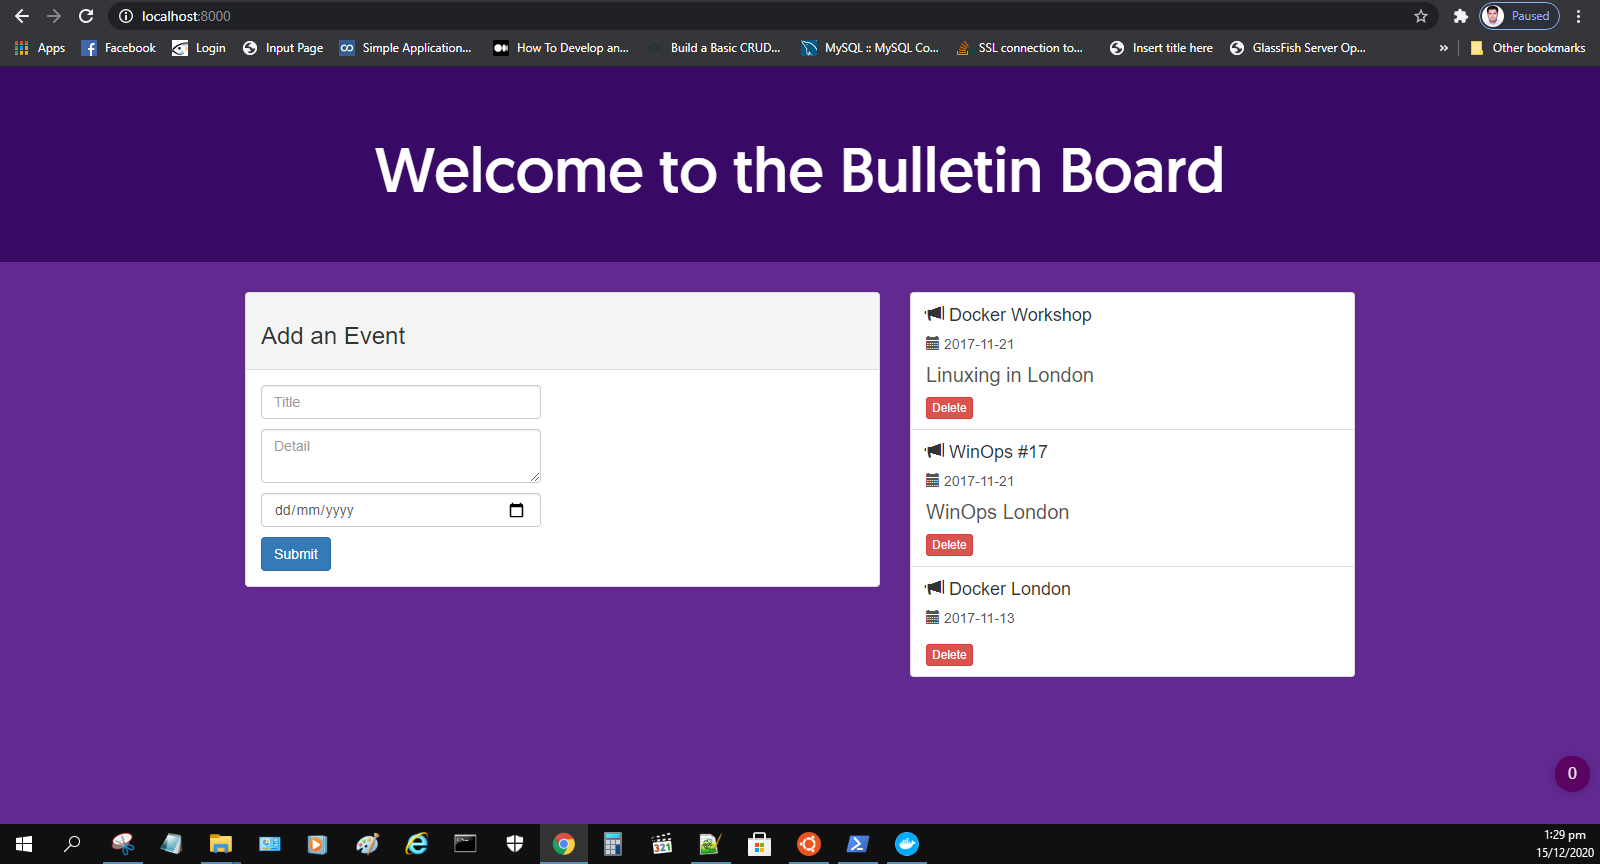 localhost:8000
Paused
Apps Facebook Login Input Page Simple Application... How To Develop an... Build a Basic CRUD... MySQL :: MySQL Co... SSL connection to... Insert title here GlassFish Server Op... » Other bookmarks
Welcome to the Bulletin Board
Add an Event
Title
Detail
dd/mm/yyyy
Submit
Docker Workshop
2017-11-21
Linuxing in London
Delete
WinOps #17
2017-11-21
WinOps London
Delete
Docker London
2017-11-13
Delete
0
321
1:29 pm
15/12/2020